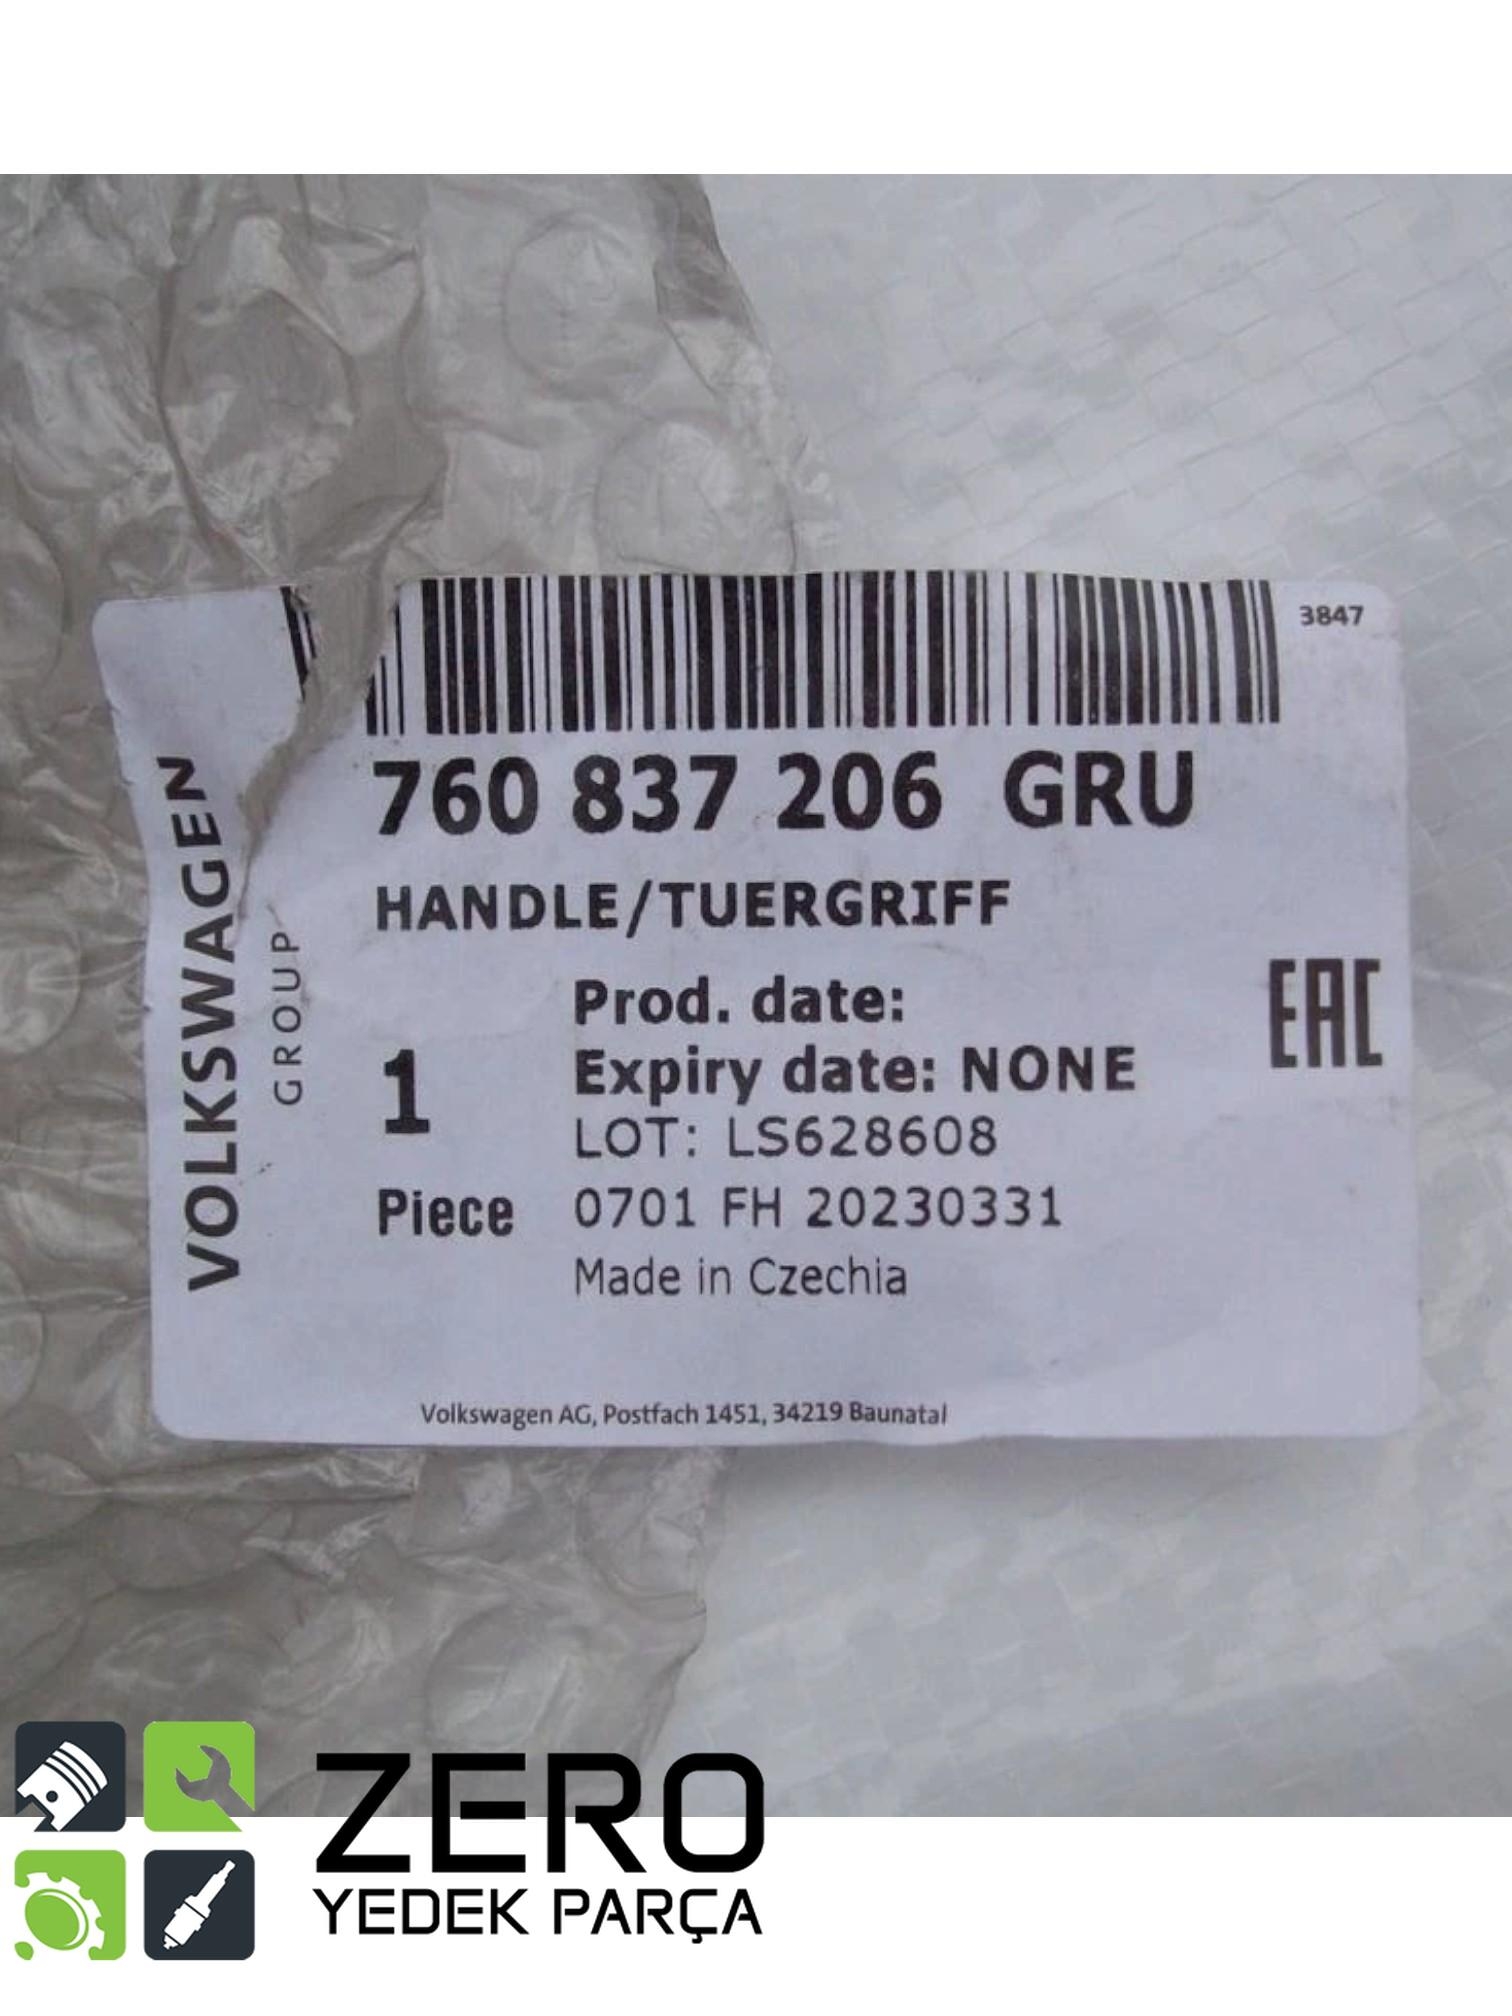 3847
760 837 206 GRU
HANDLE/TUERGRIFF
VOLKSWAGEN
GROUP
1
Piece
Prod. date:
Expiry date: NONE
LOT: LS628608
0701 FH 20230331
Made in Czechia
EAC
Volkswagen AG, Postfach 1451, 34219 Baunatal
ZERO
YEDEK PARÇA